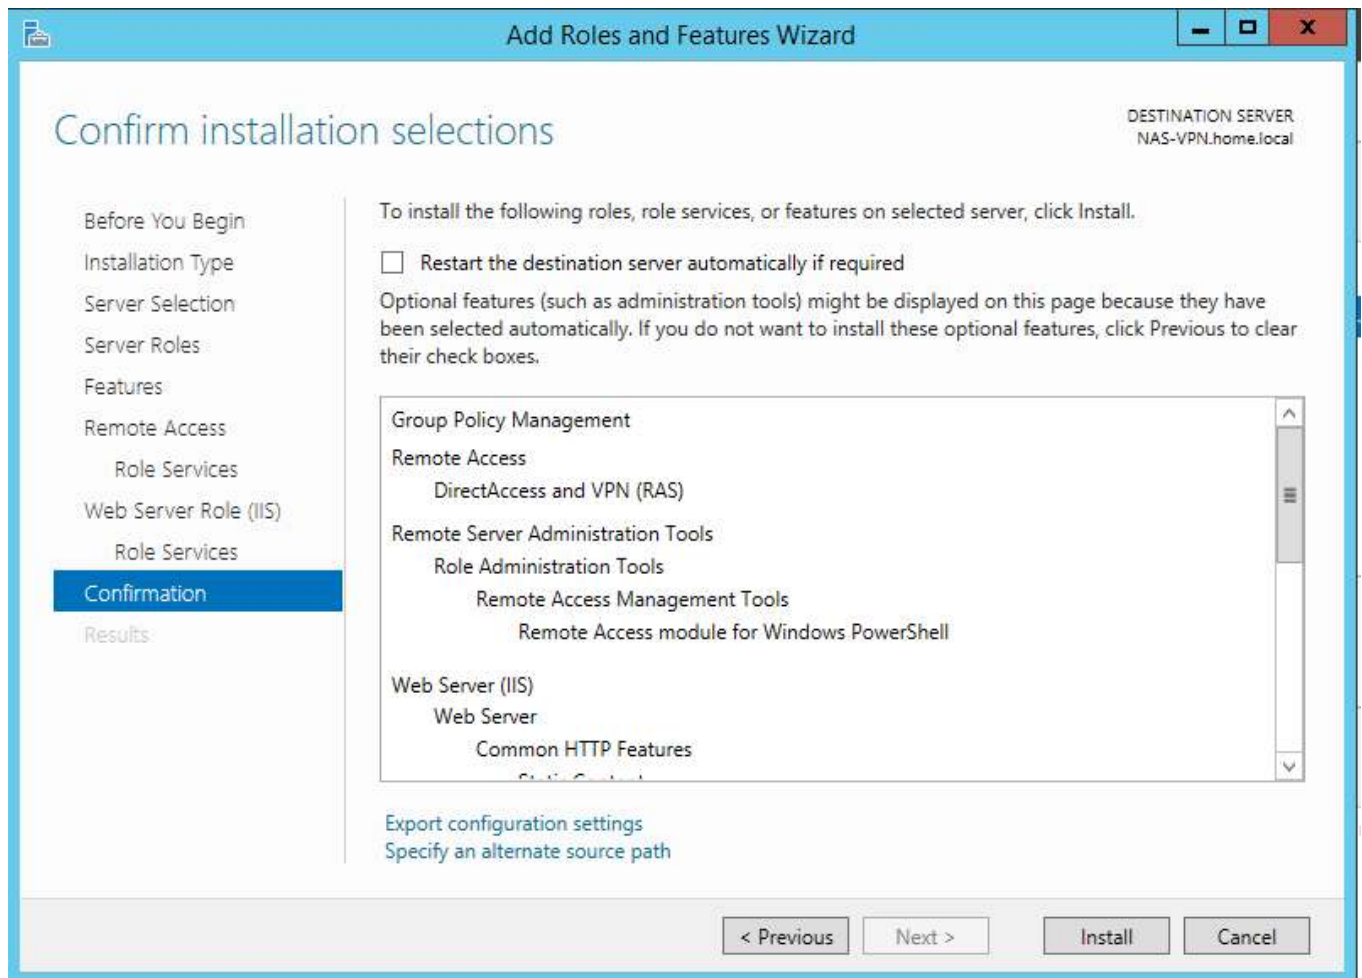 Add Roles and Features Wizard
Confirm installation selections
DESTINATION SERVER
NAS-VPN.home.local
Before You Begin
Installation Type
Server Selection
Server Roles
Features
Remote Access
Role Services
Web Server Role (IIS)
Role Services
Confirmation
Results
To install the following roles, role services, or features on selected server, click Install.
Restart the destination server automatically if required
Optional features (such as administration tools) might be displayed on this page because they have
been selected automatically. If you do not want to install these optional features, click Previous to clear
their check boxes.
Group Policy Management
Remote Access
DirectAccess and VPN (RAS)
Remote Server Administration Tools
Role Administration Tools
Remote Access Management Tools
Remote Access module for Windows PowerShell
Web Server (IIS)
Web Server
Common HTTP Features
Export configuration settings
Specify an alternate source path
< Previous
Next >
Install
Cancel